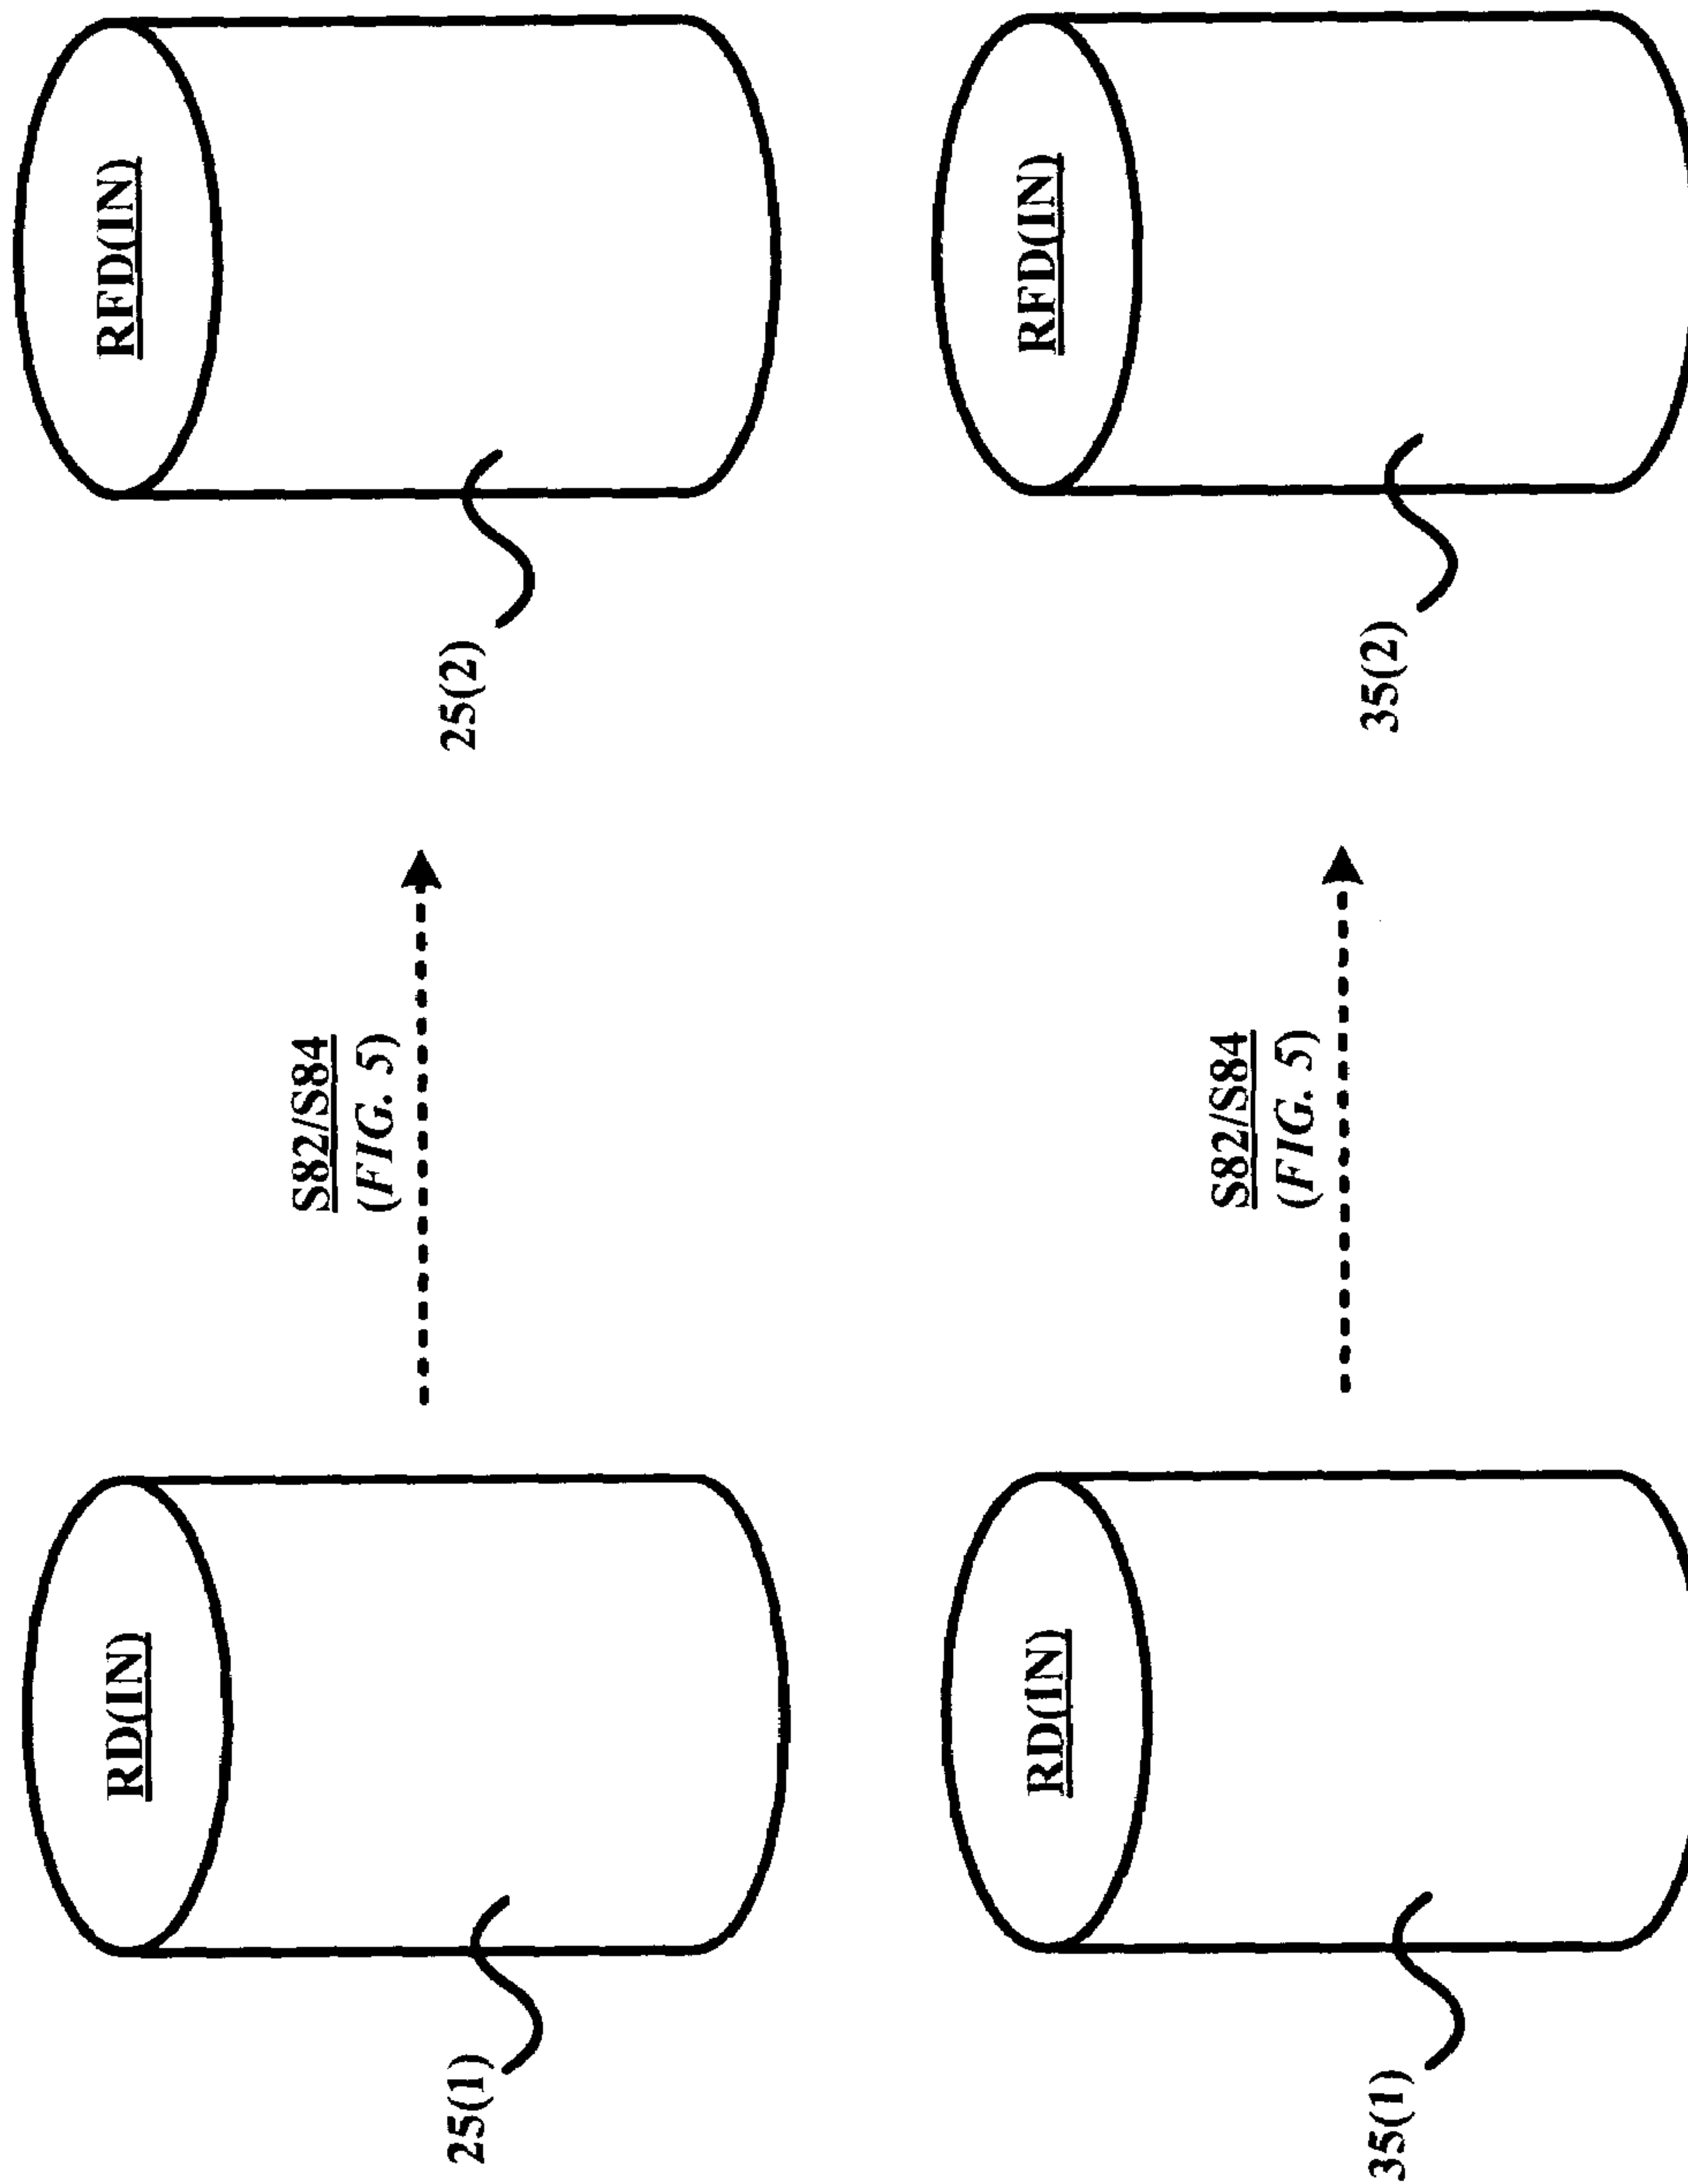 RD(IN)
25(1)
S82/S84
(FIG. 5)
RFD(IN)
25(2)
RD(IN)
35(1)
S82/S84
(FIG. 5)
RFD(IN)
35(2)